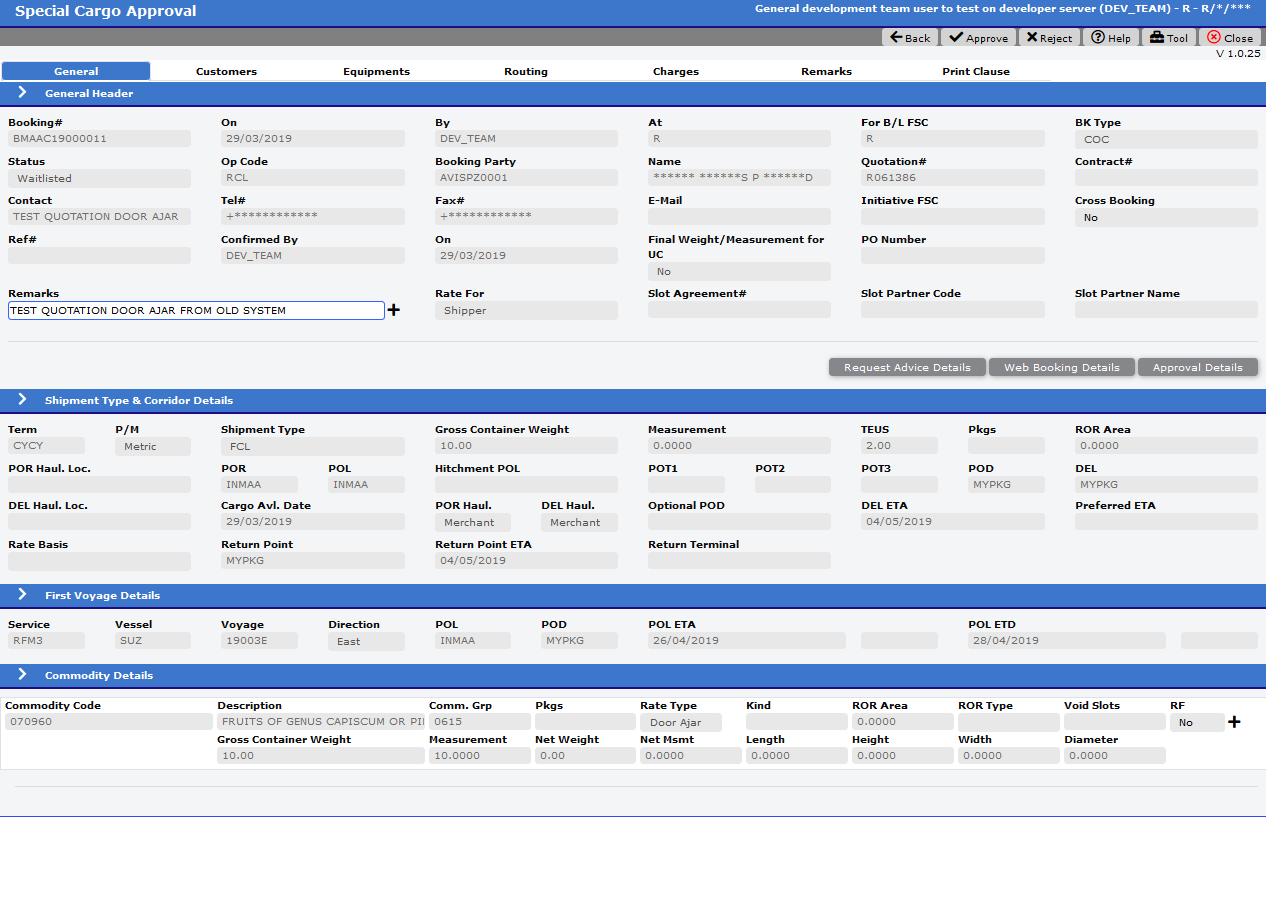 Special Cargo Approval
General development team user to test on developer server (DEV_TEAM) - R - R/*/***
Back Approve Reject Help Tool Close
V 1.0.25
General Customers Equipments Routing Charges Remarks Print Clause
General Header
Booking# On By At For B/L FSC BK Type
BMAAC19000011 29/03/2019 DEV_TEAM R R COC
Status Op Code Booking Party Name Quotation# Contract#
Waitlisted RCL AVISPZ0001 ****** ******S P ******D R061386
Contact Tel# Fax# E-Mail Initiative FSC Cross Booking
TEST QUOTATION DOOR AJAR +************ +************ No
Ref# Confirmed By On Final Weight/Measurement for UC PO Number
DEV_TEAM 29/03/2019 No
Remarks Rate For Slot Agreement# Slot Partner Code Slot Partner Name
TEST QUOTATION DOOR AJAR FROM OLD SYSTEM Shipper
Request Advice Details Web Booking Details Approval Details
Shipment Type & Corridor Details
Term P/M Shipment Type Gross Container Weight Measurement TEUS Pkgs ROR Area
CYCY Metric FCL 10.00 0.0000 2.00 0.0000
POR Haul. Loc. POR POL Hitchment POL POT1 POT2 POT3 POD DEL
INMAA INMAA MYPKG MYPKG
DEL Haul. Loc. Cargo Avl. Date POR Haul. DEL Haul. Optional POD DEL ETA Preferred ETA
29/03/2019 Merchant Merchant 04/05/2019
Rate Basis Return Point Return Point ETA Return Terminal
MYPKG 04/05/2019
First Voyage Details
Service Vessel Voyage Direction POL POD POL ETA POL ETD
RFM3 SUZ 19003E East INMAA MYPKG 26/04/2019 28/04/2019
Commodity Details
Commodity Code Description Comm. Grp Pkgs Rate Type Kind ROR Area ROR Type Void Slots RF
070960 FRUITS OF GENUS CAPISCUM OR PI 0615 Door Ajar 0.0000 No
Gross Container Weight Measurement Net Weight Net Msmt Length Height Width Diameter
10.00 10.0000 0.00 0.0000 0.0000 0.0000 0.0000 0.0000